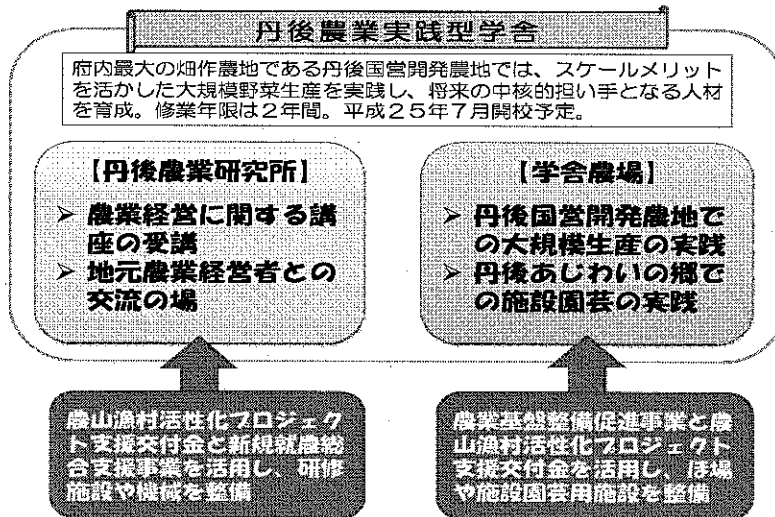 丹後農業実践型学舎
府内最大の畑作農地である丹後国営開発農地では、スケールメリット
を活かした大規模野菜生産を実践し、将来の中核的担い手となる人材
を育成。修業年限は2年間。平成25年7月開校予定。
【丹後農業研究所】
➢ 農業経営に関する講
座の受講
➢ 地元農業経営者との
交流の場
【学舎農場】
➢ 丹後国営開発農地で
の大規模生産の実践
➢ 丹後あじわいの郷で
の施設園芸の実践
農山漁村活性化プロジェク
ト支援交付金と新規就農総
合支援事業を活用し、研修
施設や機械を整備
農業基盤整備促進事業と農
山漁村活性化プロジェクト
支援交付金を活用し、ほ場
や施設園芸用施設を整備